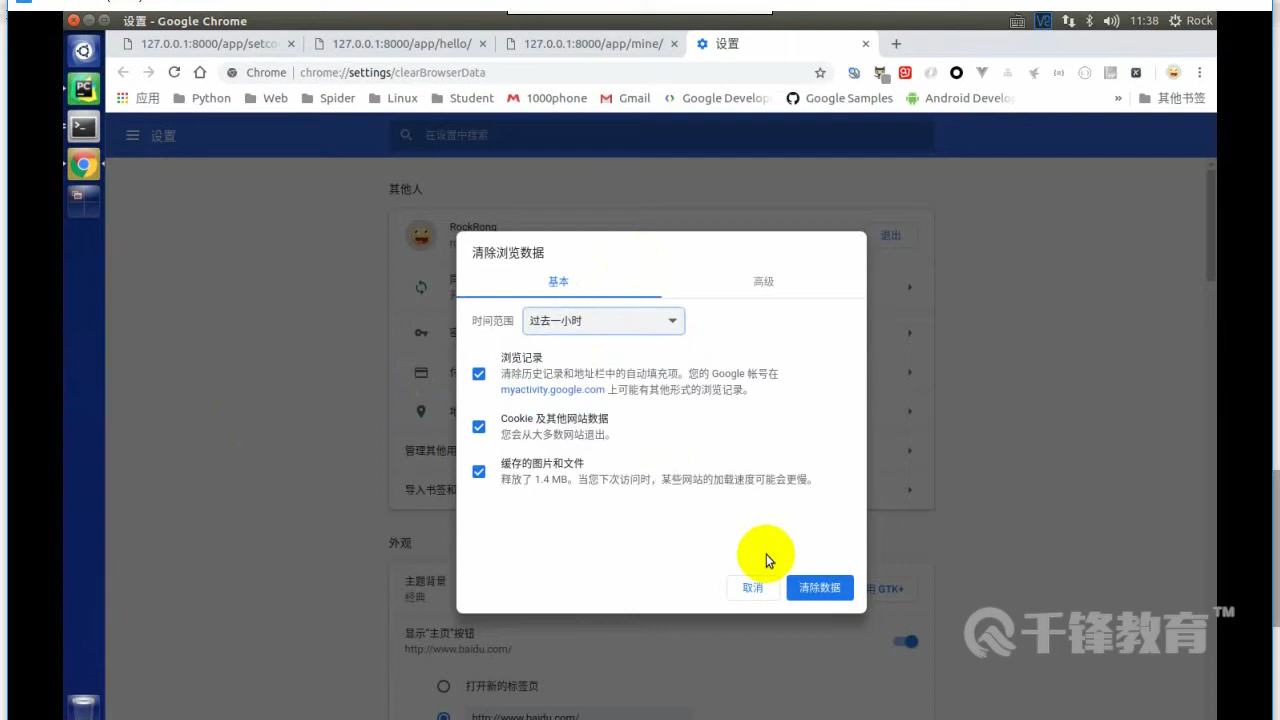 设置 - Google Chrome
11:38
Rock
127.0.0.1:8000/app/setco
127.0.0.1:8000/app/hello/
127.0.0.1:8000/app/mine/
设置
Chrome
chrome://settings/clearBrowserData
应用
Python
Web
Spider
Linux
Student
1000phone
Gmail
Google Develop
Google Samples
Android Develo
»
其他书签
设置
在设置中搜索
其他人
RockRong
退出
清除浏览数据
基本
高级
时间范围
过去一小时
浏览记录
清除历史记录和地址栏中的自动填充项。您的 Google 帐号在
myactivity.google.com 上可能有其他形式的浏览记录。
Cookie 及其他网站数据
您会从大多数网站退出。
管理其他用
缓存的图片和文件
释放了 1.4 MB。当您下次访问时，某些网站的加载速度可能会更慢。
导入书签和
外观
取消
清除数据
主题背景
经典
用 GTK+
显示"主页"按钮
http://www.baidu.com/
千锋教育™
打开新的标签页
http://www.baidu.com/